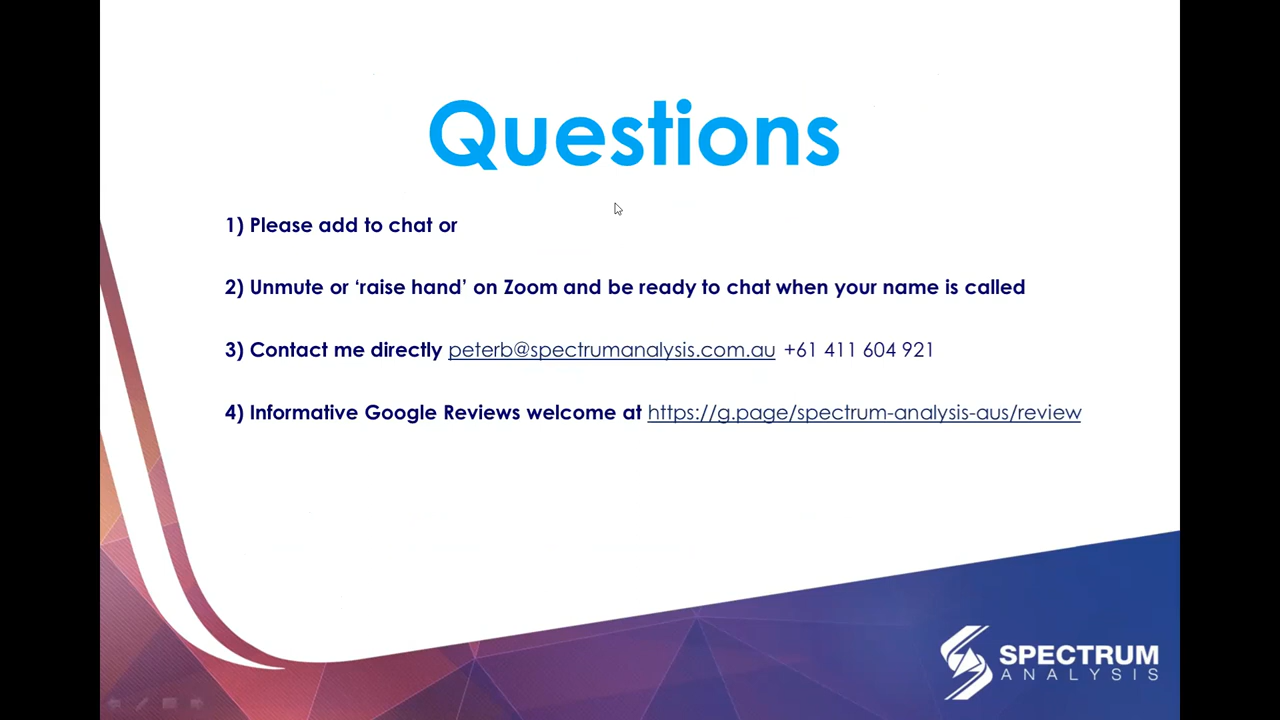 Questions
1) Please add to chat or
2) Unmute or ‘raise hand’ on Zoom and be ready to chat when your name is called
3) Contact me directly peterb@spectrumanalysis.com.au +61 411 604 921
4) Informative Google Reviews welcome at https://g.page/spectrum-analysis-aus/review
SPECTRUM
ANALYSIS